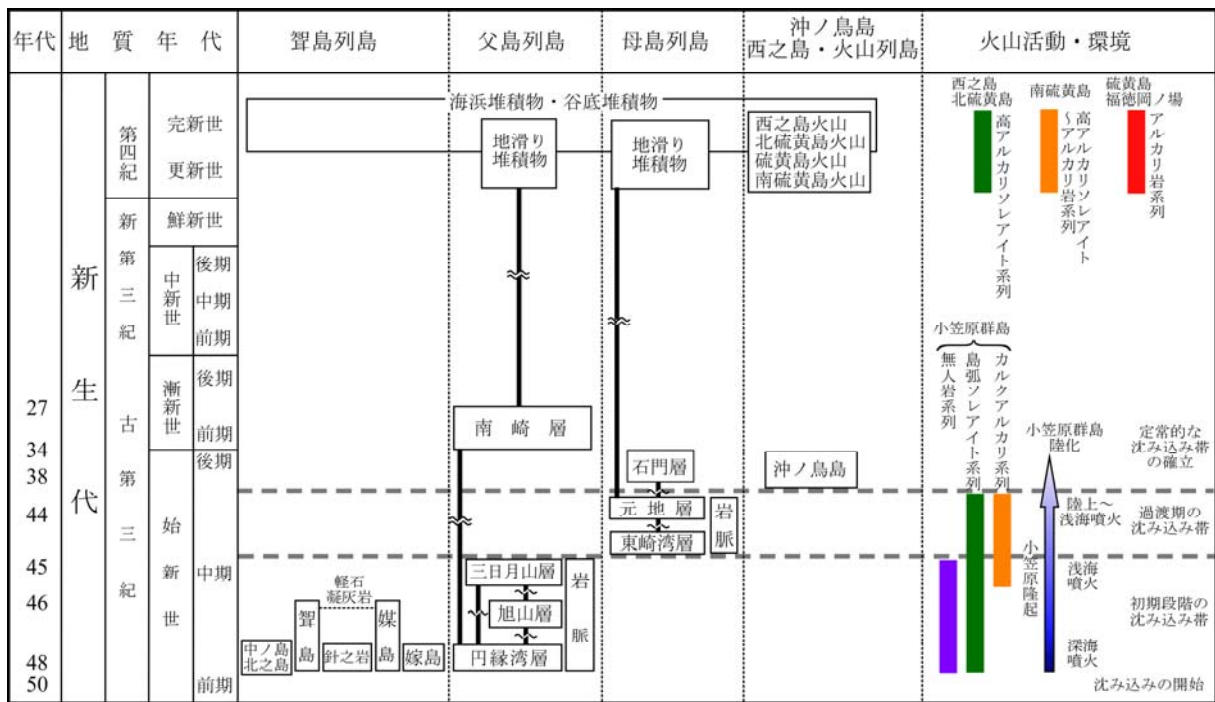 年代
地質年代
聟島列島
父島列島
母島列島
沖ノ鳥島
西之島・火山列島
火山活動・環境
27
34
38
44
45
46
48
50
新生代
第四紀
新第三紀
古第三紀
完新世
更新世
鮮新世
中新世
後期
中期
前期
漸新世
後期
前期
始新世
後期
中期
前期
海浜堆積物・谷底堆積物
軽石
凝灰岩
聟島
媒島
中ノ島
北之島
針之岩
嫁島
地滑り
堆積物
南崎層
三日月山層
旭山層
円縁湾層
岩脈
地滑り
堆積物
石門層
元地層
東崎湾層
岩脈
西之島火山
北硫黄島火山
硫黄島火山
南硫黄島火山
沖ノ鳥島
西之島
北硫黄島
高アルカリソレアイト系列
南硫黄島
高アルカリソレアイト
～アルカリ岩系列
硫黄島
福徳岡ノ場
アルカリ岩系列
小笠原群島
無人岩系列
島弧ソレアイト系列
カルクアルカリ系列
小笠原群島
陸化
陸上～
浅海噴火
小笠原隆起
浅海
噴火
深海
噴火
定常的な
沈み込み帯
の確立
過渡期の
沈み込み帯
初期段階の
沈み込み帯
沈み込みの開始